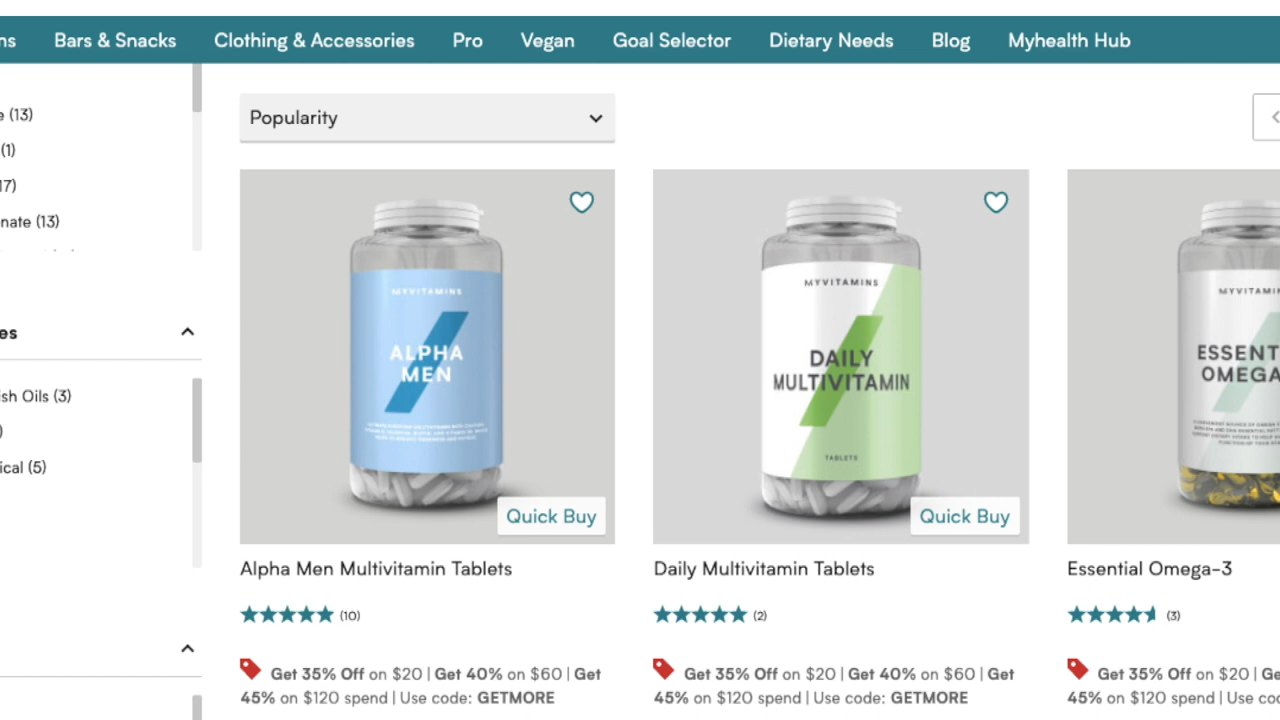 ns Bars & Snacks Clothing & Accessories Pro Vegan Goal Selector Dietary Needs Blog Myhealth Hub
e (13)
(1)
17)
nate (13)
es
ish Oils (3)
)
ical (5)
Popularity
MYVITAMINS
ALPHA
MEN
Quick Buy
Alpha Men Multivitamin Tablets
(10)
Get 35% Off on $20 | Get 40% on $60 | Get
45% on $120 spend | Use code: GETMORE
MYVITAMINS
DAILY
MULTIVITAMIN
TABLETS
Quick Buy
Daily Multivitamin Tablets
(2)
Get 35% Off on $20 | Get 40% on $60 | Get
45% on $120 spend | Use code: GETMORE
MYVITAMIN
ESSENT
OMEGA
Essential Omega-3
(3)
Get 35% Off on $20 | Ge
45% on $120 spend | Use co